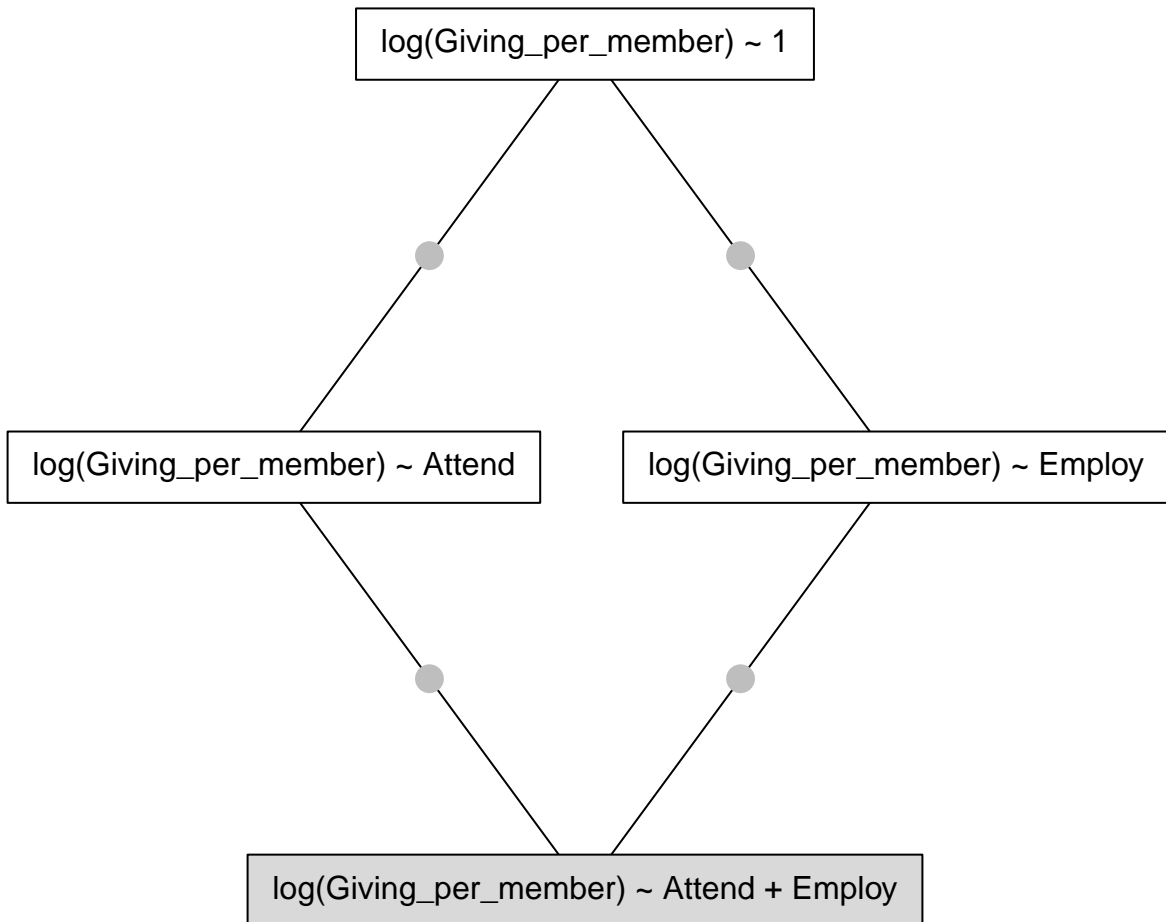 log(Giving_per_member) ~ 1
log(Giving_per_member) ~ Attend
log(Giving_per_member) ~ Employ
log(Giving_per_member) ~ Attend + Employ